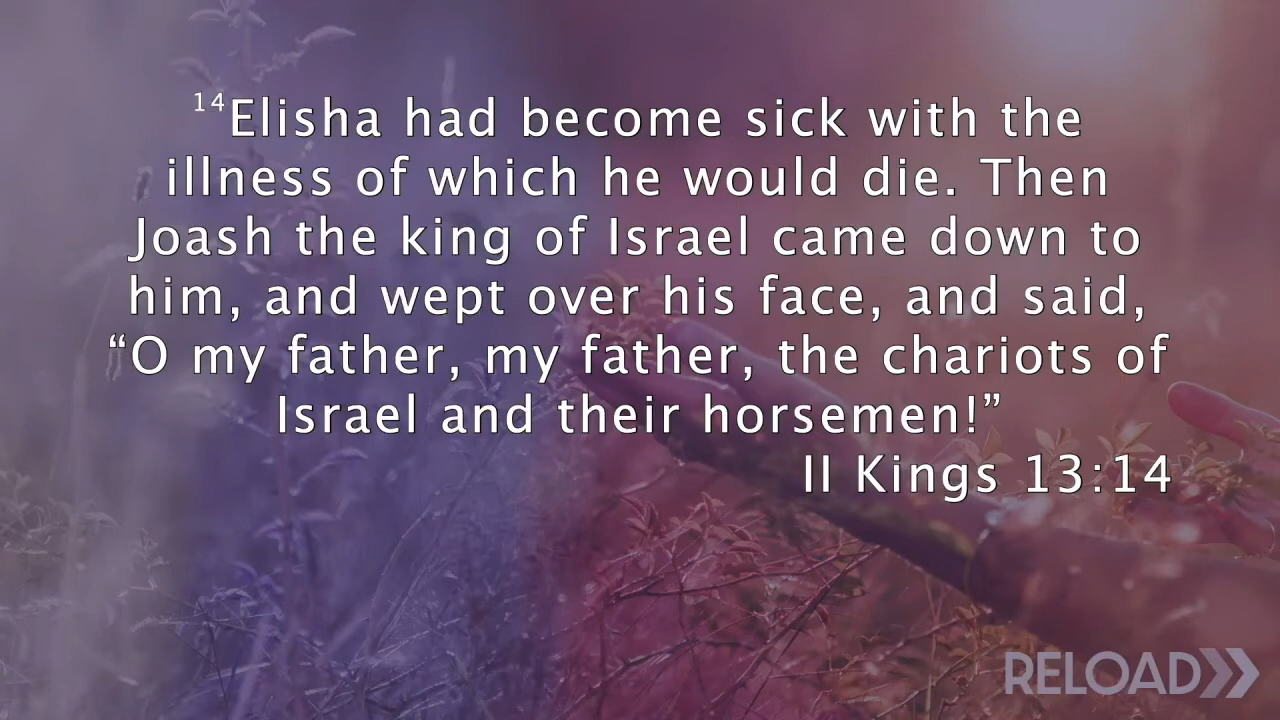 14Elisha had become sick with the
illness of which he would die. Then
Joash the king of Israel came down to
him, and wept over his face, and said,
“O my father, my father, the chariots of
Israel and their horsemen!”
II Kings 13:14
RELOAD